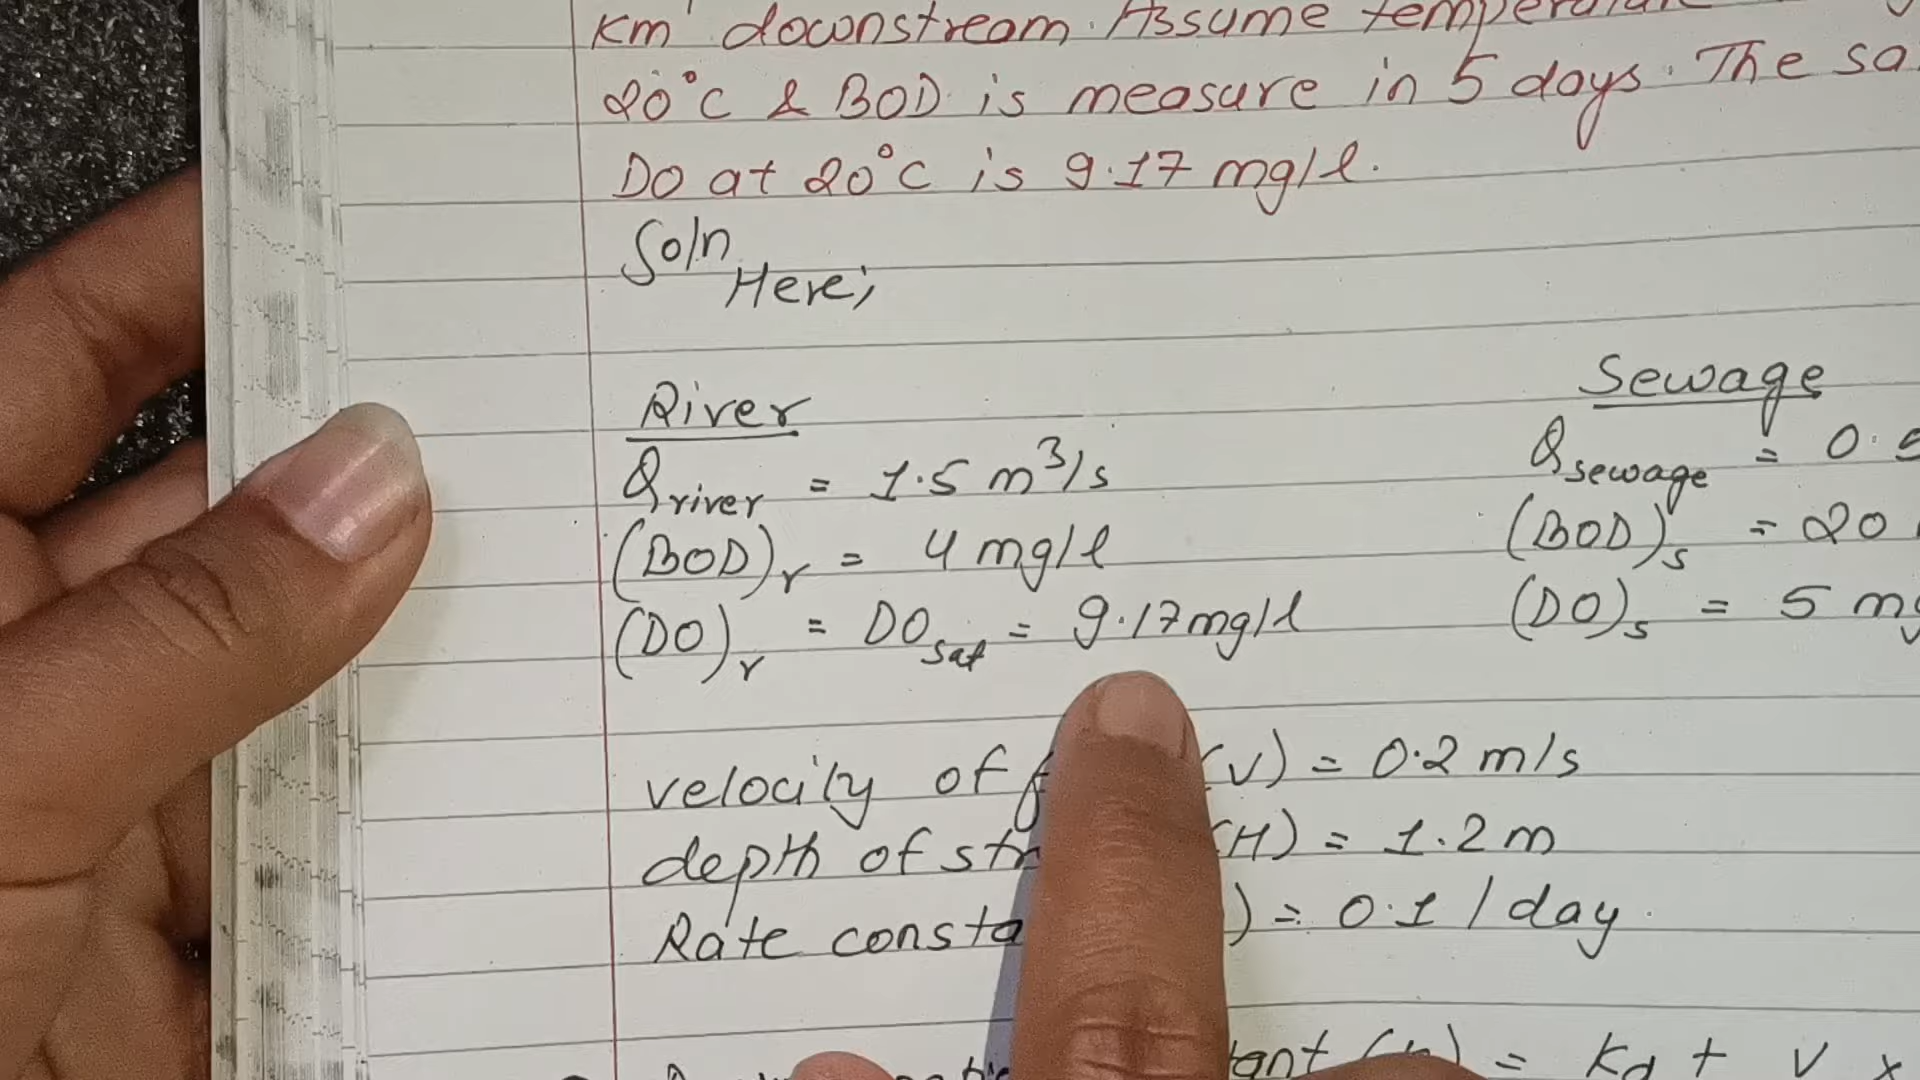 km downstream. Assume
20°C & BOD is measure in 5 days. The
DO at 20°C is 9.17 mg/l.
Soln
Here;
River
Qriver = 1.5 m³/s
(BOD)r = 4 mg/l
(DO)r = DOsat = 9.17mg/l
Sewage
Qsewage = 0.5
(BOD)s = 20
(DO)s = 5
velocity of (V) = 0.2 m/s
depth of (H) = 1.2 m
Rate ) = 0.1 / day.
) = Kd + V x